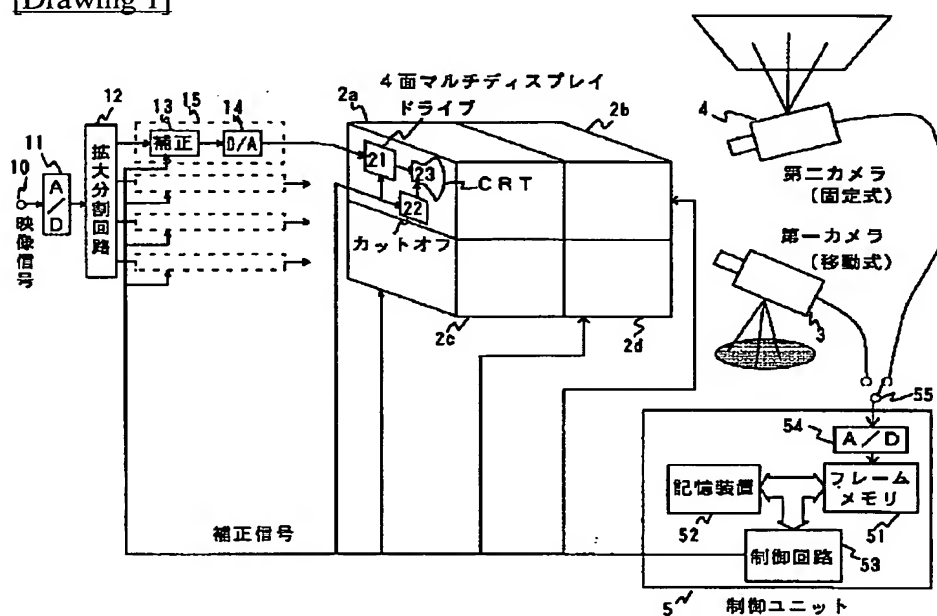 [Drawing 1]
4面マルチディスプレイ
12
13
15
14
2a
ドライブ
2b
4
11
10
補正
D/A
21
23
22
CRT
拡大分割回路
A/D
映像信号
カットオフ
第二カメラ
(固定式)
第一カメラ
(移動式)
3
2c
2d
55
54
A/D
記憶装置
フレームメモリ
52
51
補正信号
制御回路
53
5
制御ユニット